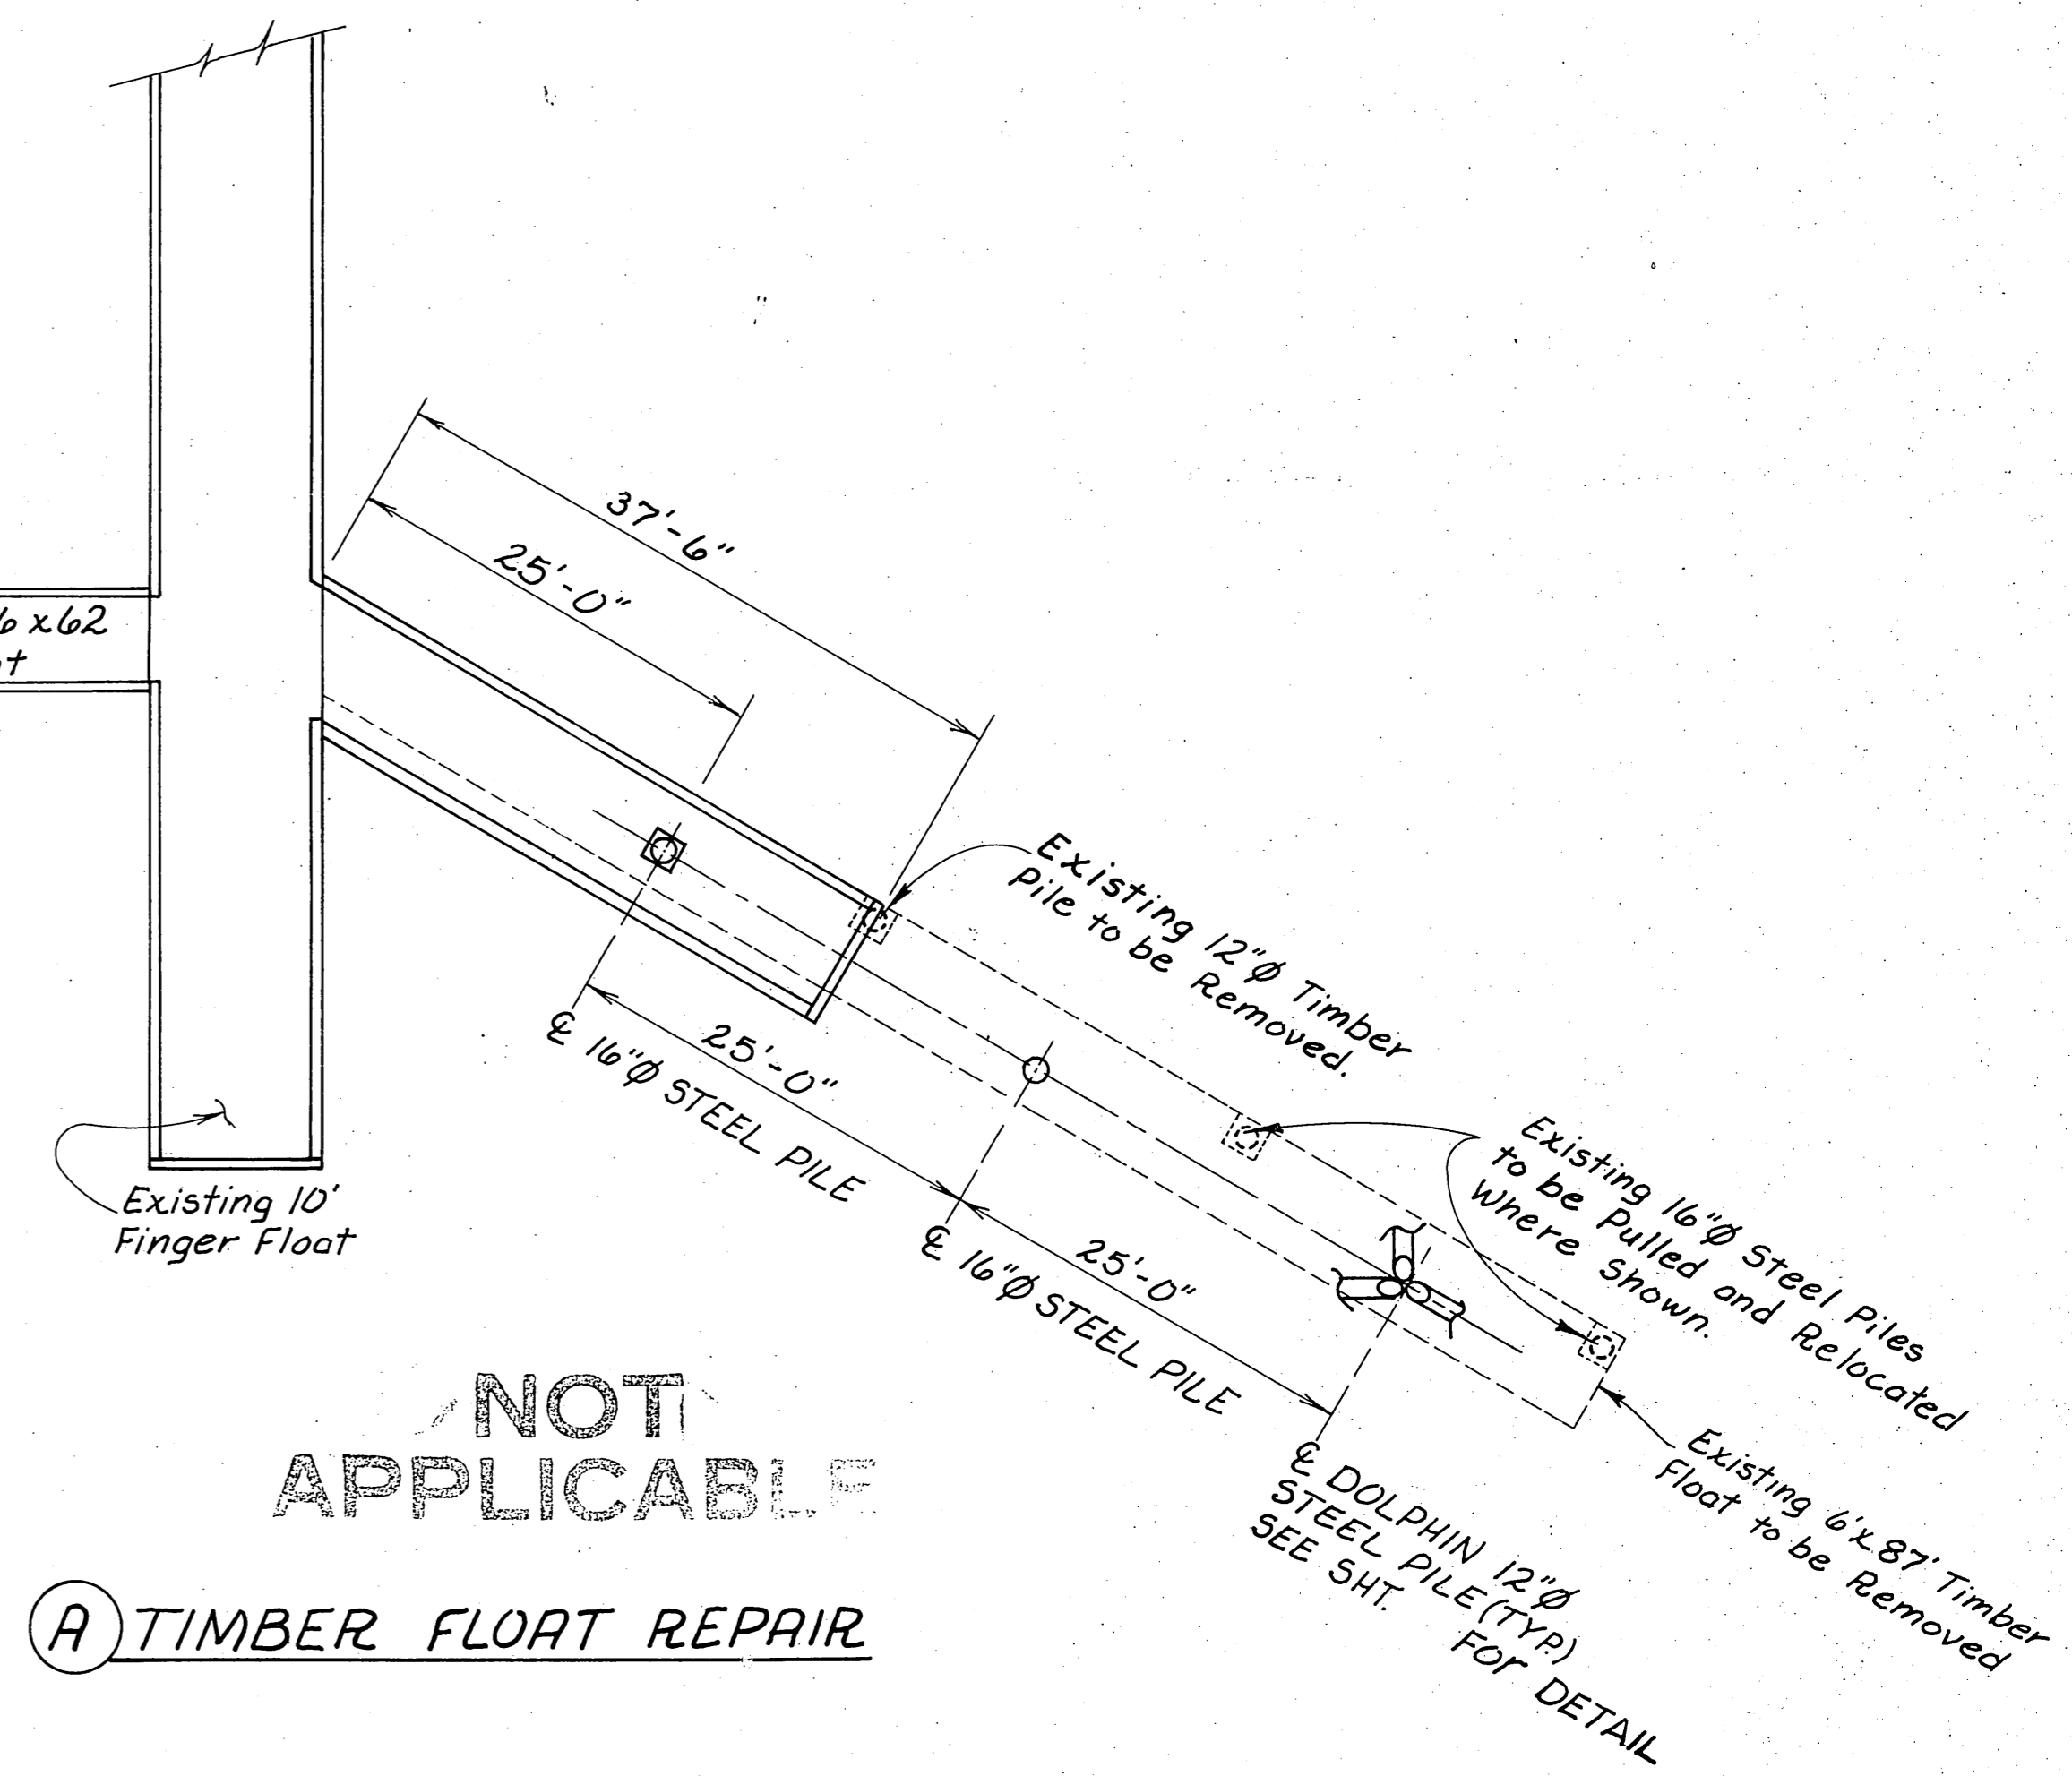 6 x62
37'-6"
25'-0"
Existing 12"Ø Timber
Pile to be Removed.
25'-0"
℄ 16"Ø STEEL PILE
Existing 16"Ø Steel Piles
to be Pulled and Relocated
Where Shown.
25'-0"
℄ 16"Ø STEEL PILE
Existing 10'
Finger Float
Existing 6'x 87' Timber
Float to be Removed
℄ DOLPHIN 12"Ø
STEEL PILE (TYP.)
SEE SHT. FOr DETAIL
NOT
APPLICABLE
A TIMBER FLOAT REPAIR